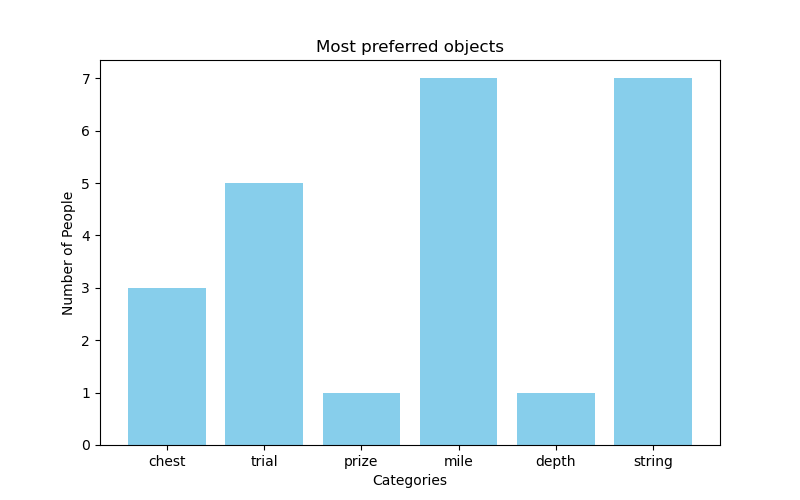 Most preferred objects
Number of People
7
6
5
4
3
2
1
0
chest trial prize mile depth string
Categories